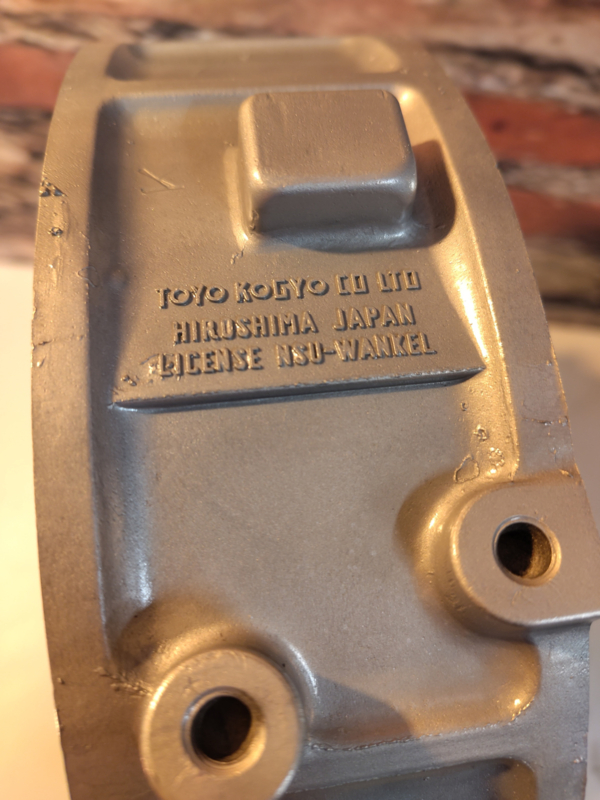 TOYO KOGYO CO LTD
HIROSHIMA JAPAN
LICENSE NSU-WANKEL